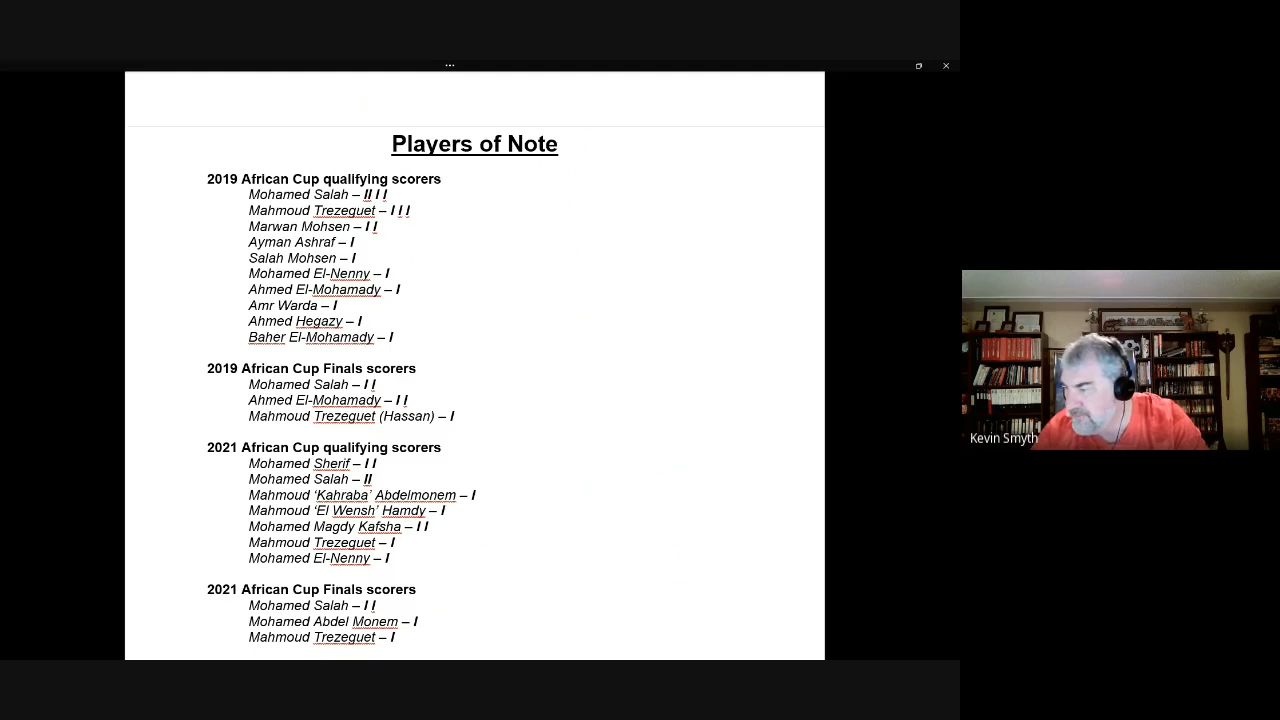 Players of Note
2019 African Cup qualifying scorers
Mohamed Salah – II I I
Mahmoud Trezeguet – I I I
Marwan Mohsen – I I
Ayman Ashraf – I
Salah Mohsen – I
Mohamed El-Nenny – I
Ahmed El-Mohamady – I
Amr Warda – I
Ahmed Hegazy – I
Baher El-Mohamady – I
2019 African Cup Finals scorers
Mohamed Salah – I I
Ahmed El-Mohamady – I I
Mahmoud Trezeguet (Hassan) – I
2021 African Cup qualifying scorers
Mohamed Sherif – I I
Mohamed Salah – II
Mahmoud ‘Kahraba’ Abdelmonem – I
Mahmoud ‘El Wensh’ Hamdy – I
Mohamed Magdy Kafsha – I I
Mahmoud Trezeguet – I
Mohamed El-Nenny – I
2021 African Cup Finals scorers
Mohamed Salah – I I
Mohamed Abdel Monem – I
Mahmoud Trezeguet – I
Kevin Smyth